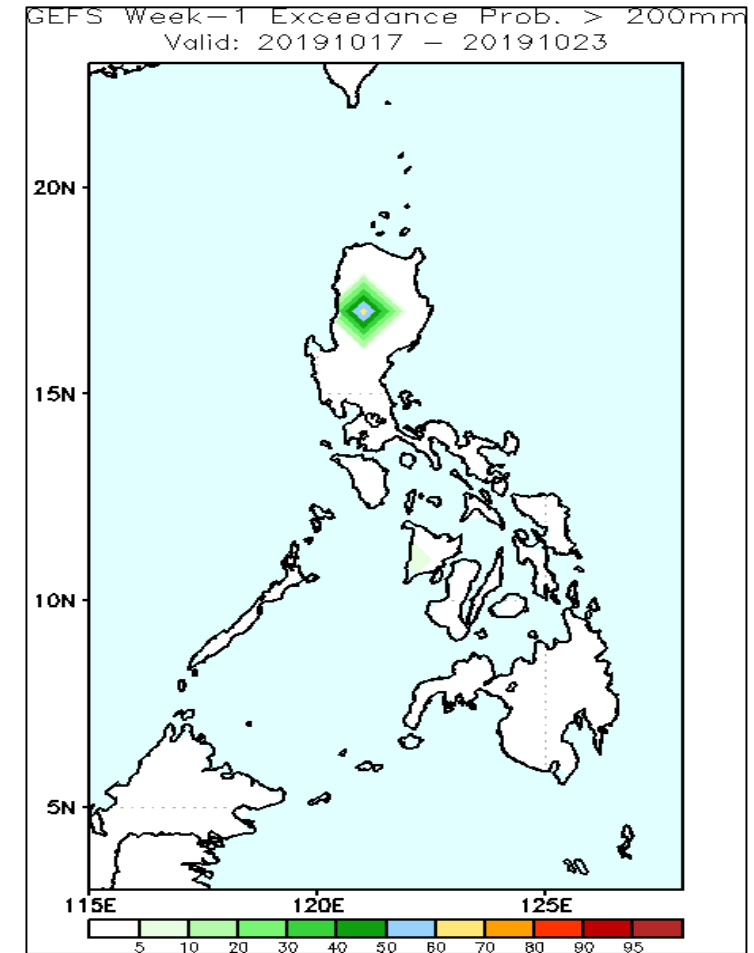 GEFS Week-1 Exceedance Prob. > 200mm
Valid: 20191017 - 20191023
20N
15N
10N
5N
115E 120E 125E
5 10 20 30 40 50 60 70 80 90 95